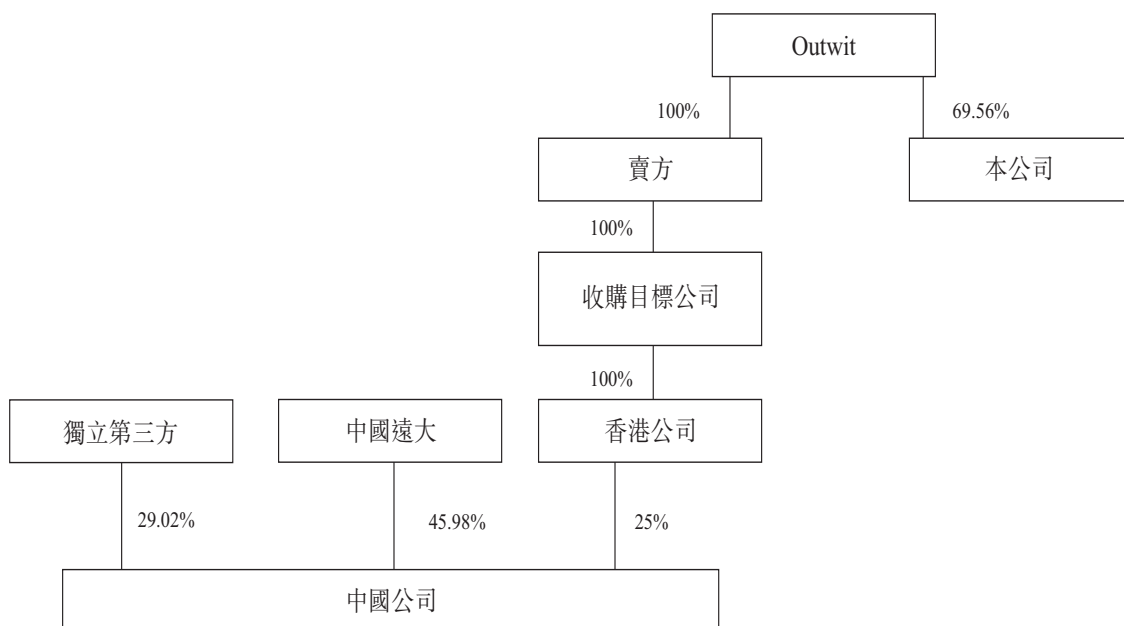 Outwit
100%
69.56%
賣方
本公司
100%
收購目標公司
100%
獨立第三方
中國遠大
香港公司
29.02%
45.98%
25%
中國公司